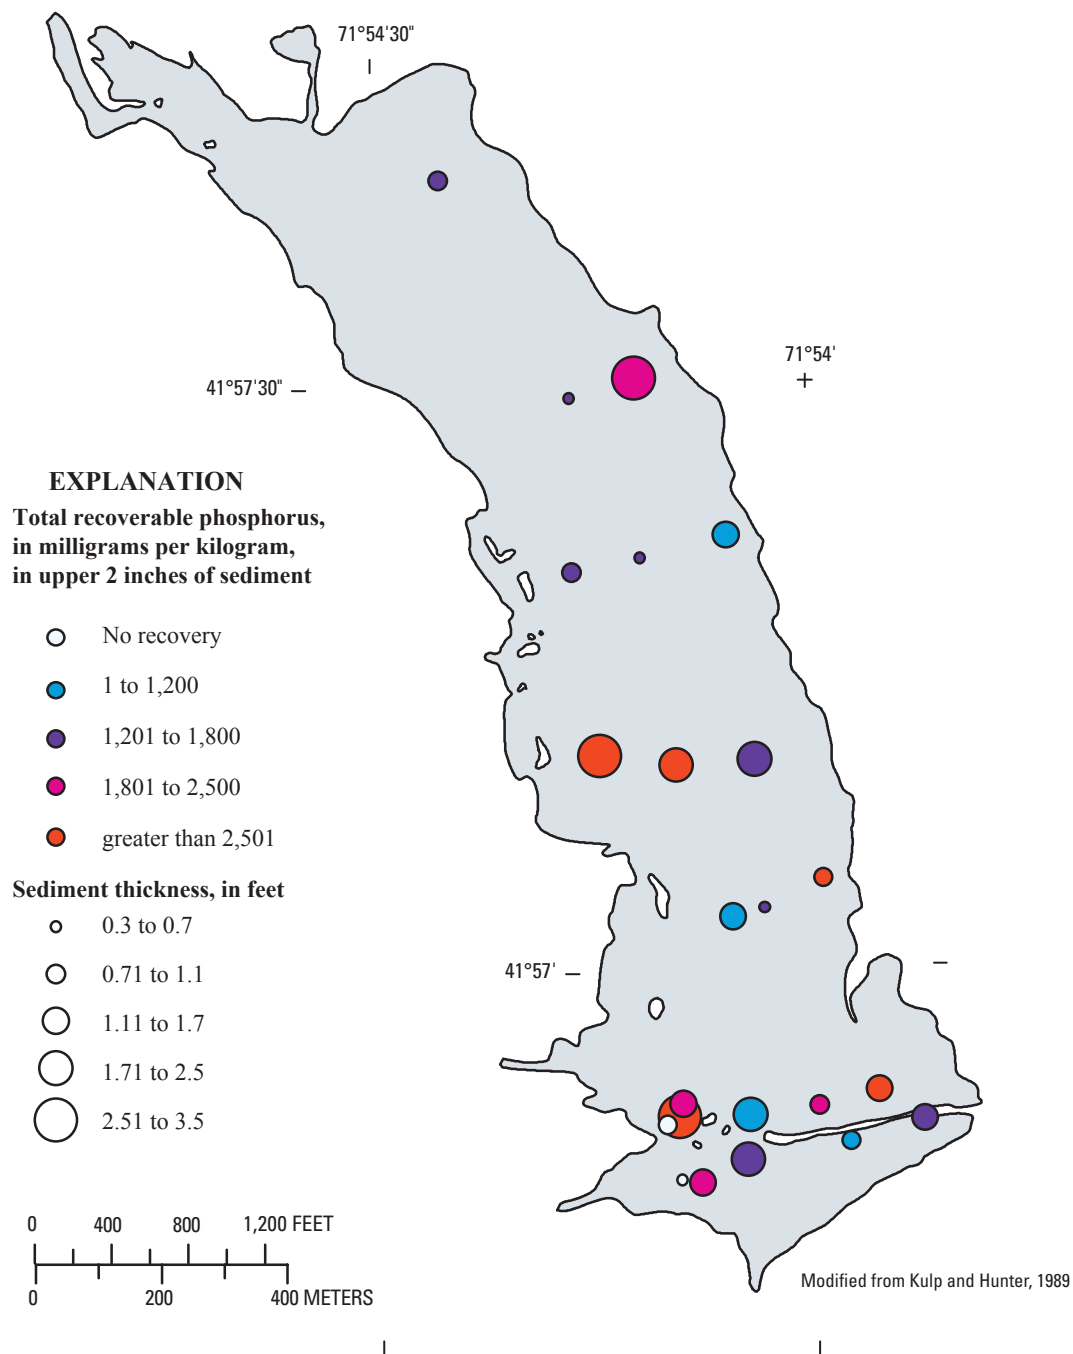 71°54'30"
71°54'
41°57'30"
EXPLANATION
Total recoverable phosphorus,
in milligrams per kilogram,
in upper 2 inches of sediment
No recovery
1 to 1,200
1,201 to 1,800
1,801 to 2,500
greater than 2,501
Sediment thickness, in feet
0.3 to 0.7
0.71 to 1.1
1.11 to 1.7
1.71 to 2.5
2.51 to 3.5
41°57'
0 400 800 1,200 FEET
0 200 400 METERS
Modified from Kulp and Hunter, 1989